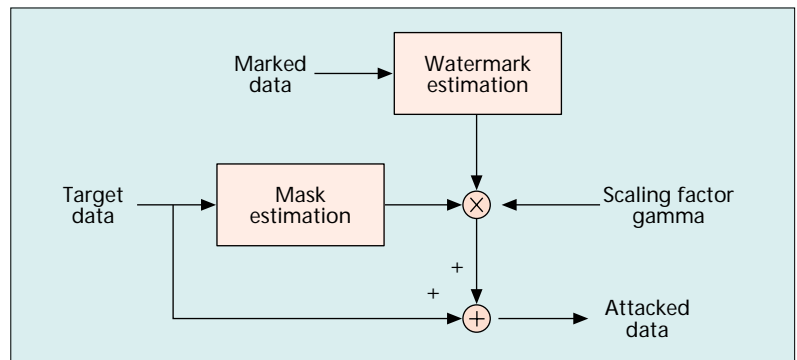 Marked
data
Watermark
estimation
Target
data
Mask
estimation
×
Scaling factor
gamma
+
+
+
Attacked
data